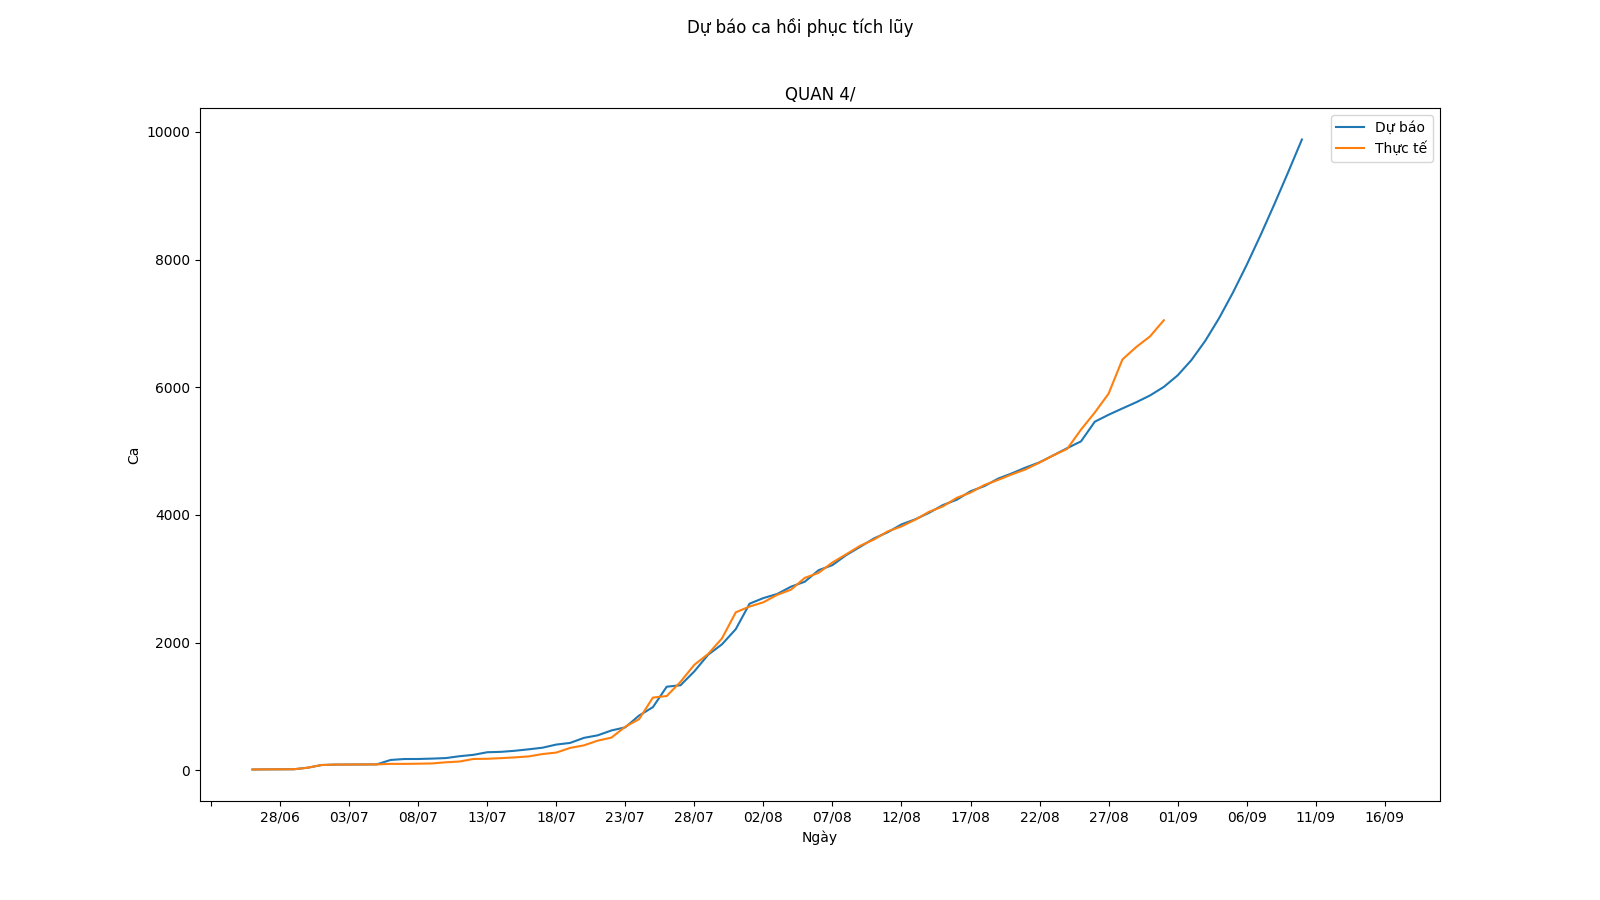 Dự báo ca hồi phục tích lũy
QUAN 4/
Dự báo
Thực tế
10000
8000
6000
4000
2000
0
Ca
28/06 03/07 08/07 13/07 18/07 23/07 28/07 02/08 07/08 12/08 17/08 22/08 27/08 01/09 06/09 11/09 16/09
Ngày